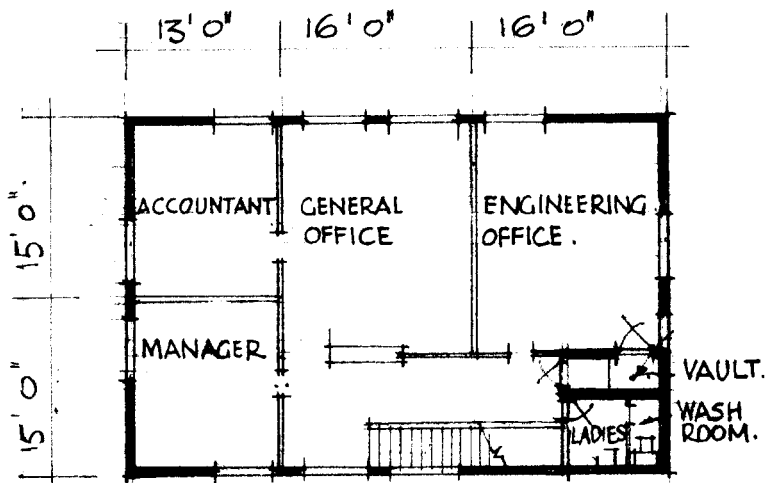 13'0" 16'0" 16'0"
15'0".
ACCOUNTANT
GENERAL
OFFICE
ENGINEERING
OFFICE.
15'0"
MANAGER
VAULT.
LADIES
WASH
ROOM.